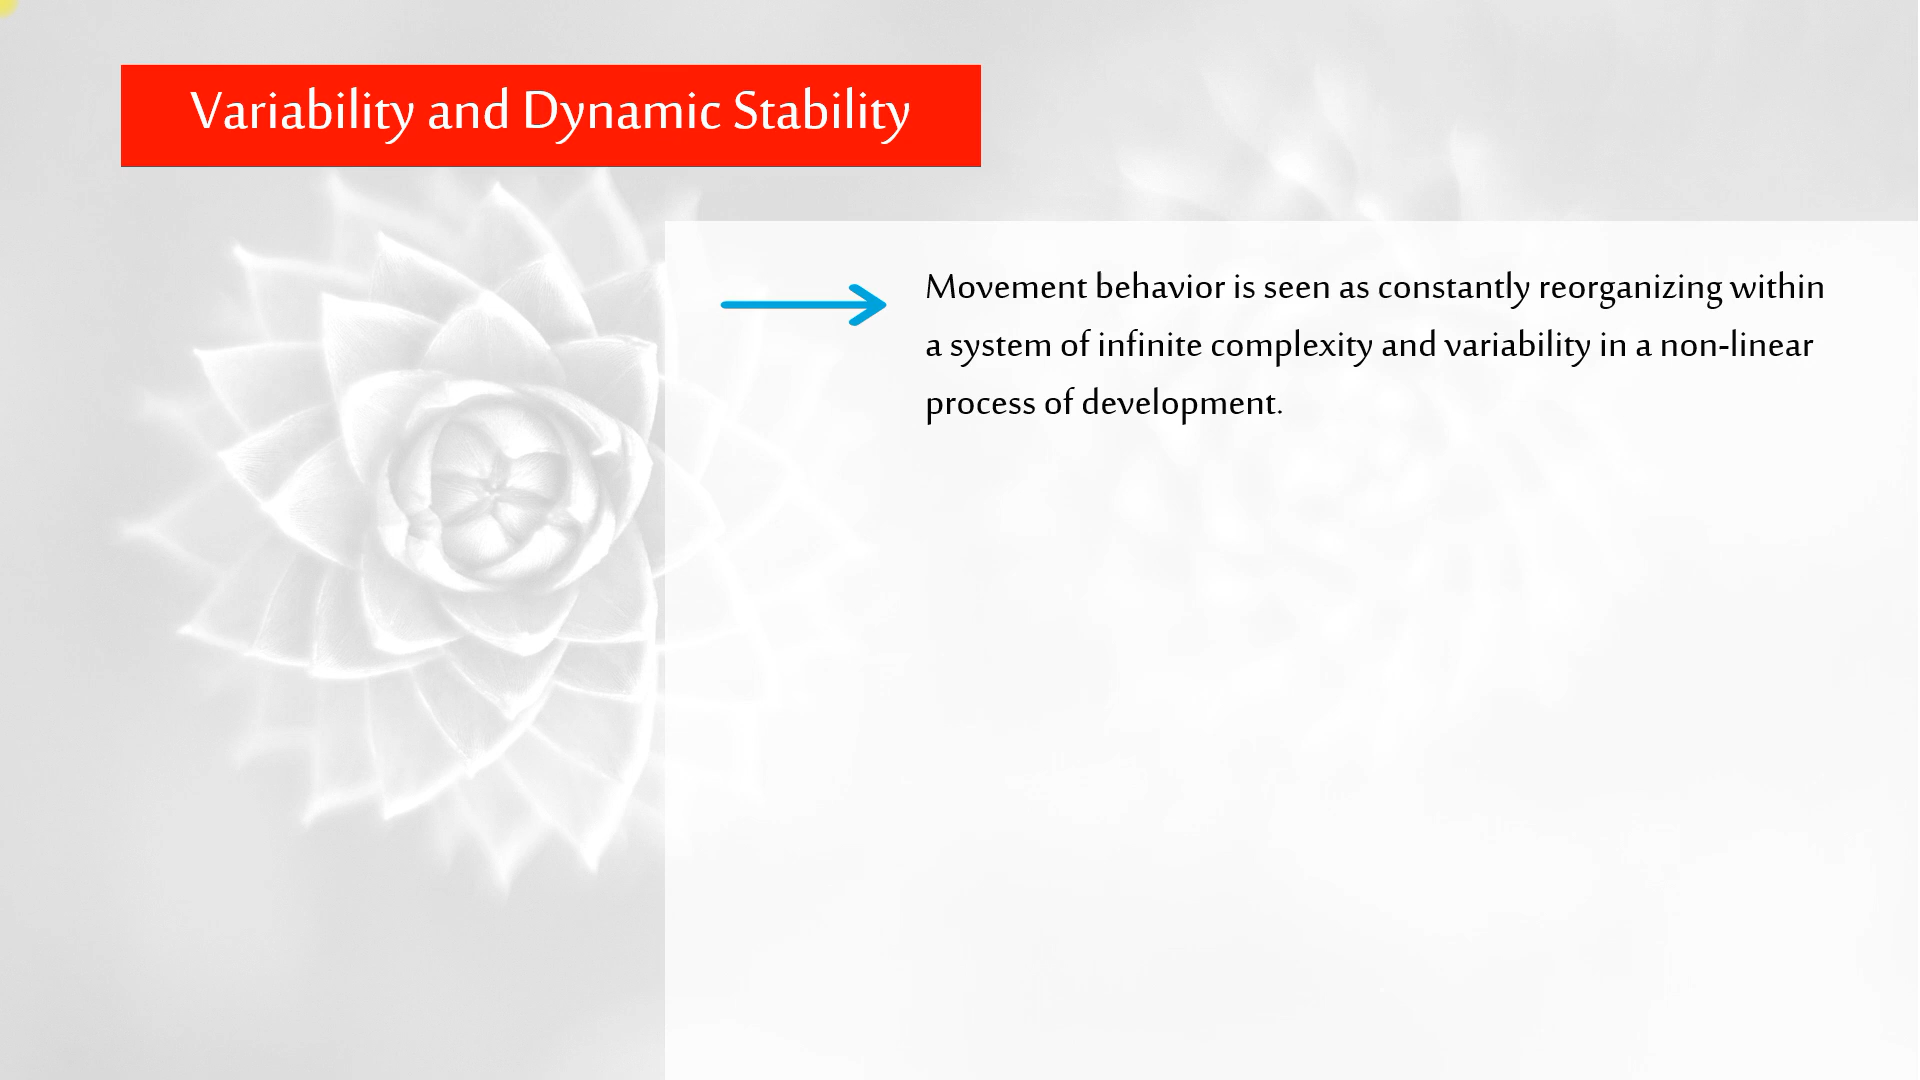 Variability and Dynamic Stability
Movement behavior is seen as constantly reorganizing within
a system of infinite complexity and variability in a non-linear
process of development.